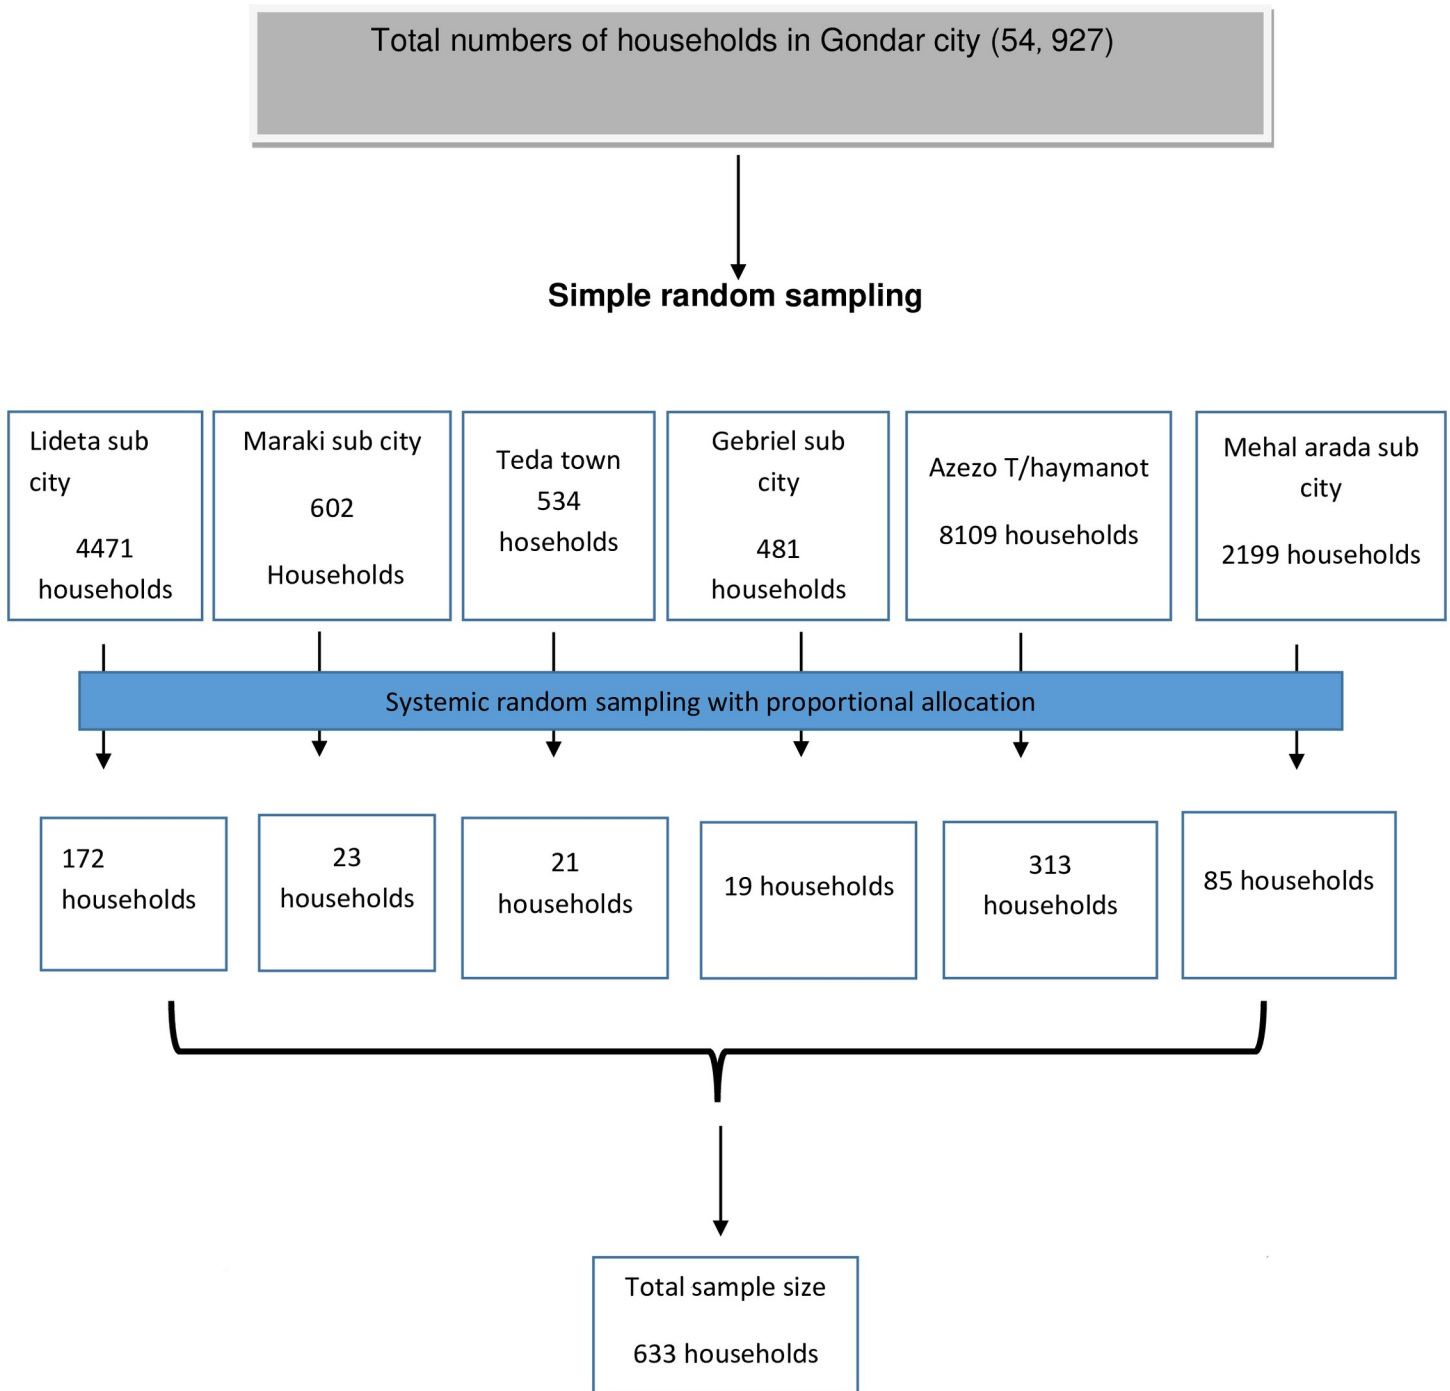 Total numbers of households in Gondar city (54, 927)
Simple random sampling
Lideta sub
city
4471
households
Maraki sub city
602
Households
Teda town
534
hoseholds
Gebriel sub
city
481
households
Azezo T/haymanot
8109 households
Mehal arada sub
city
2199 households
Systemic random sampling with proportional allocation
172
households
23
households
21
households
19 households
313
households
85 households
Total sample size
633 households